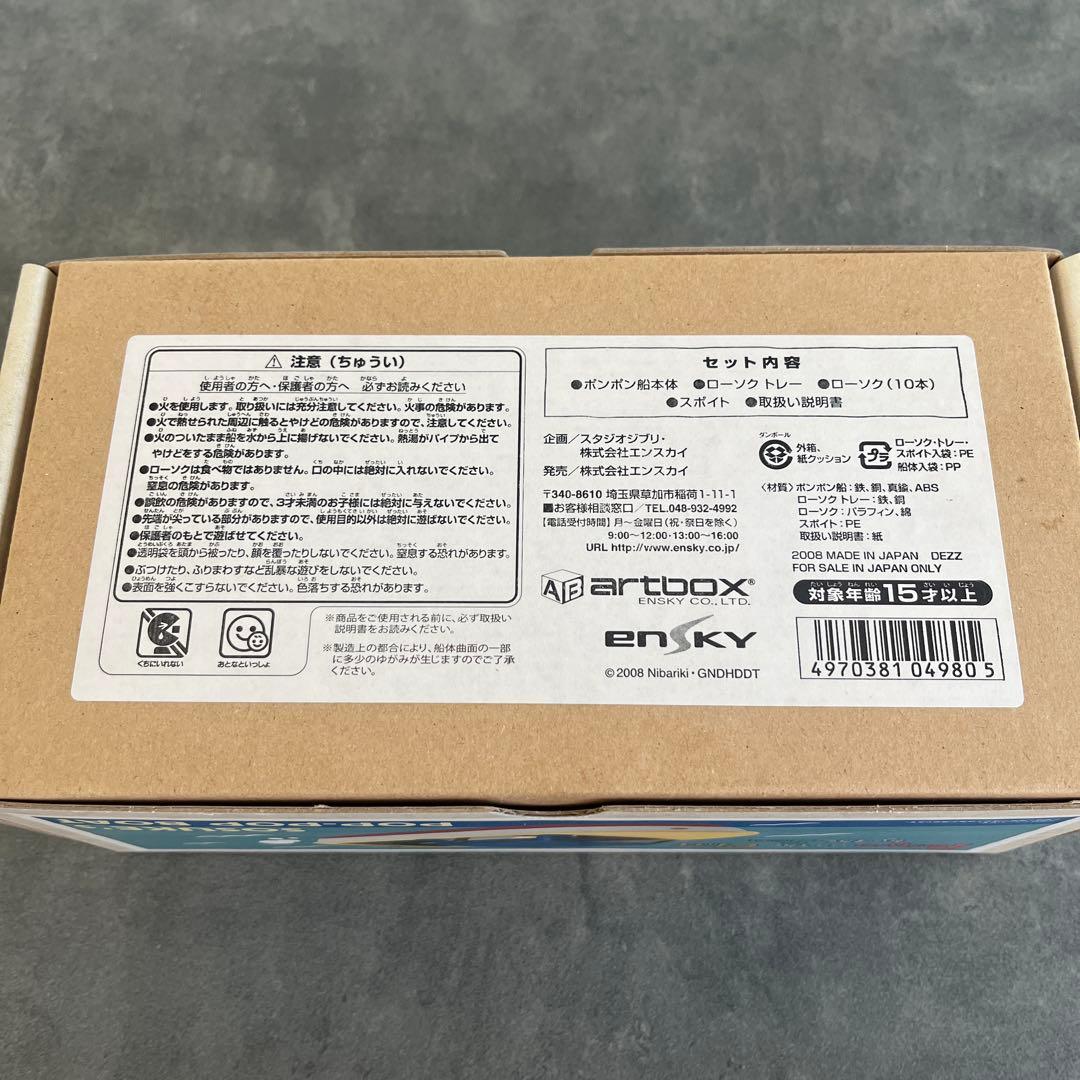 ⚠ 注意(ちゅうい)
使用者の方へ・保護者の方へ 必ずお読みください
●火を使用します。取り扱いには充分注意してください。火事の危険があります。
●火で熱せられた周辺に触るとやけどの危険がありますので、注意してください。
●火のついたまま船を水から上に揚げないでください。熱湯がパイプから出て
やけどをする危険があります。
●ローソクは食べ物ではありません。口の中には絶対に入れないでください。
窒息の危険があります。
●誤飲の危険がありますので、3才未満のお子様には絶対に与えないでください。
●先端が尖っている部分がありますので、使用目的以外は絶対に遊ばないでください。
●保護者のもとで遊ばせてください。
●透明袋を頭から被ったり、顔を覆ったりしないでください。窒息する恐れがあります。
●ぶつけたり、ふりまわすなど乱暴な遊びをしないでください。
●表面を強くこすらないでください。色落ちする恐れがあります。
くちにいれない
おとなといっしょ
※商品をご使用される前に、必ず取扱い
説明書をお読みください。
※製造上の都合により、船体曲面の一部
に多少のゆがみが生じますのでご了承
ください。
セット内容
●ポンポン船本体 ●ローソクトレー ●ローソク(10本)
●スポイト ●取扱い説明書
企画/スタジオジブリ・
株式会社エンスカイ
発売/株式会社エンスカイ
〒340-8610 埼玉県草加市稲荷1-11-1
■お客様相談窓口/TEL.048-932-4992
【電話受付時間】月~金曜日(祝・祭日を除く)
9:00~12:00・13:00~16:00
URL http://www.ensky.co.jp/
AB artbox®
ENSKY CO., LTD.
enSKY
©2008 Nibariki・GNDHDDT
ダンボール
外箱、
紙クッション
プラ
ローソク・トレー・
スポイト入袋:PE
船体入袋:PP
〈材質〉ポンポン船:鉄、銅、真鍮、ABS
ローソクトレー:鉄、銅
ローソク:パラフィン、綿
スポイト:PE
取扱い説明書:紙
2008 MADE IN JAPAN DEZZ
FOR SALE IN JAPAN ONLY
対象年齢15才以上
4970381 04980 5
SOSUKE'S
POP-POP BOAT